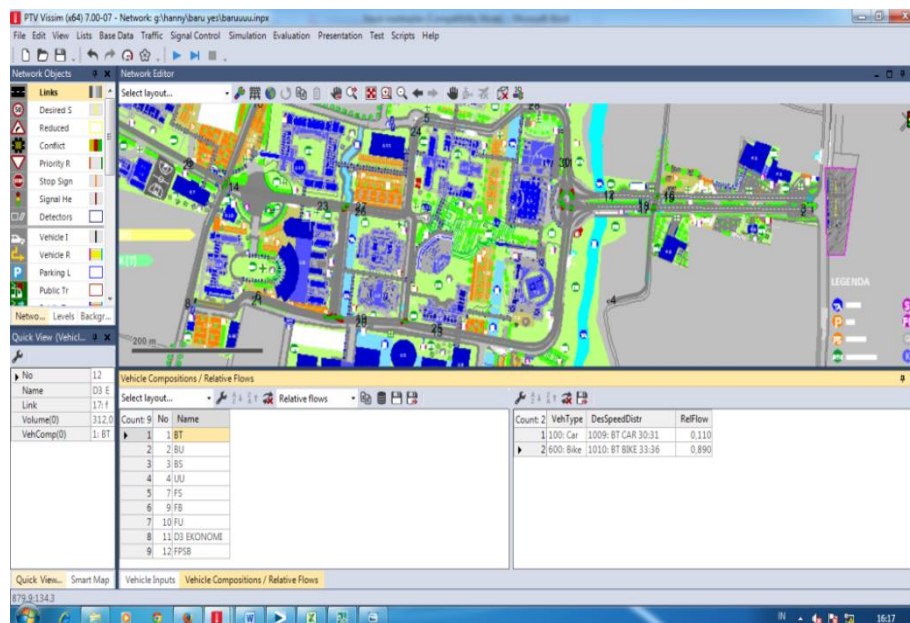 PTV Vissim (x64) 7.00-07 - Network: g:\hanny\baru yes\baruuuu.inpx
File Edit View Lists Base Data Traffic Signal Control Simulation Evaluation Presentation Test Scripts Help
Network Objects
Network Editor
Links
Select layout...
Desired S
Reduced
Conflict
Priority R
Stop Sign
Signal He
Detectors
Vehicle I
Vehicle R
Parking L
Public Tr
Netwo... Levels Backgr...
14
23
25
4
200 m
LEGENDA
Quick View (Vehicl...
No 12
Name D3 E
Link 17: f
Volume(0) 312,0
VehComp(0) 1: BT
Vehicle Compositions / Relative Flows
Select layout... Relative flows
Count: 9 No Name
1 1 BT
2 2 BU
3 3 BS
4 4 UU
5 7 FS
6 9 FB
7 10 FU
8 11 D3 EKONOMI
9 12 FPSB
Count: 2 VehType DesSpeedDistr RelFlow
1 100: Car 1009: BT CAR 30:31 0,110
2 600: Bike 1010: BT BIKE 33:36 0,890
Quick View... Smart Map
Vehicle Inputs Vehicle Compositions / Relative Flows
879.9:134.3
IN 16:17